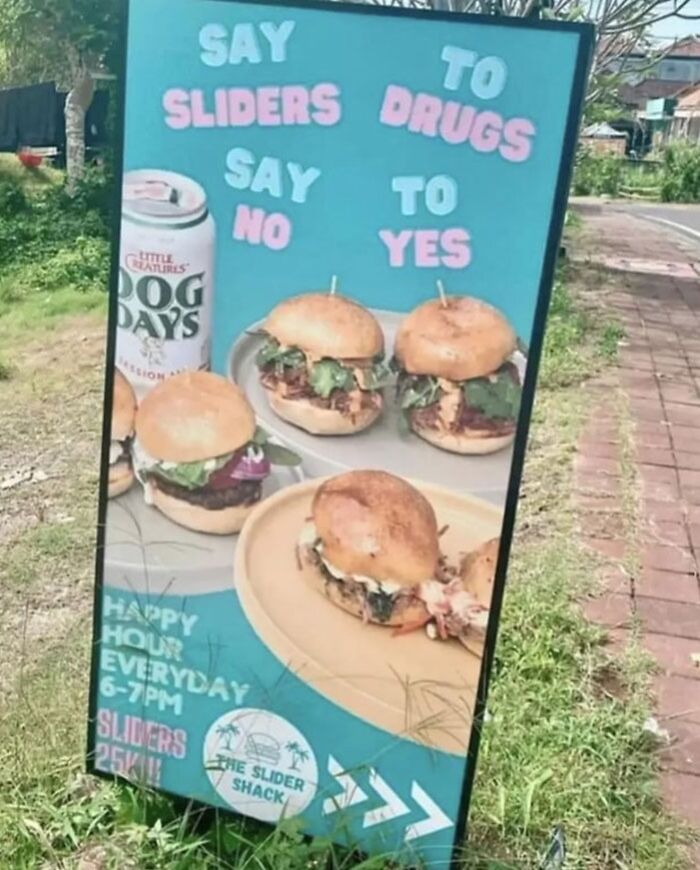 SAY TO
SLIDERS DRUGS
SAY TO
NO YES
LITTLE
CREATURES
DOG
DAYS
HAPPY
HOUR
EVERYDAY
6-7PM
SLIDERS
25K
THE SLIDER
SHACK